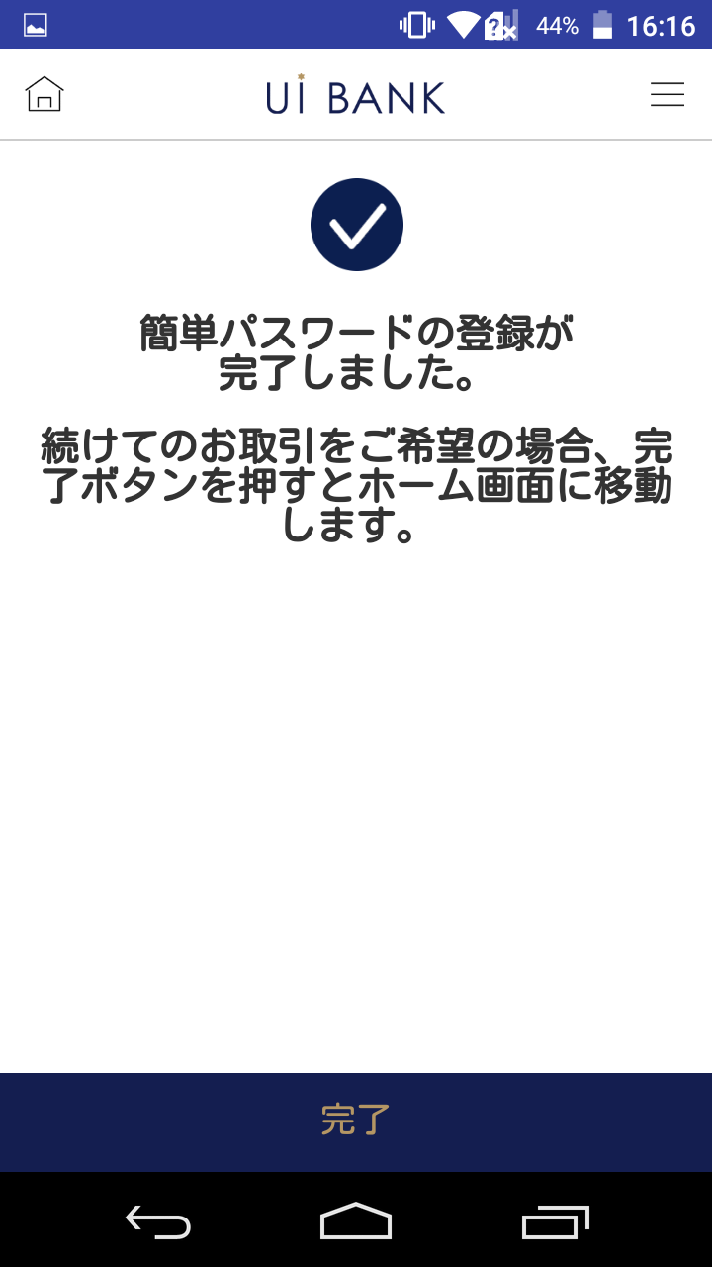 44% 16:16
UI BANK
簡単パスワードの登録が
完了しました。
続けてのお取引をご希望の場合、完
了ボタンを押すとホーム画面に移動
します。
完了